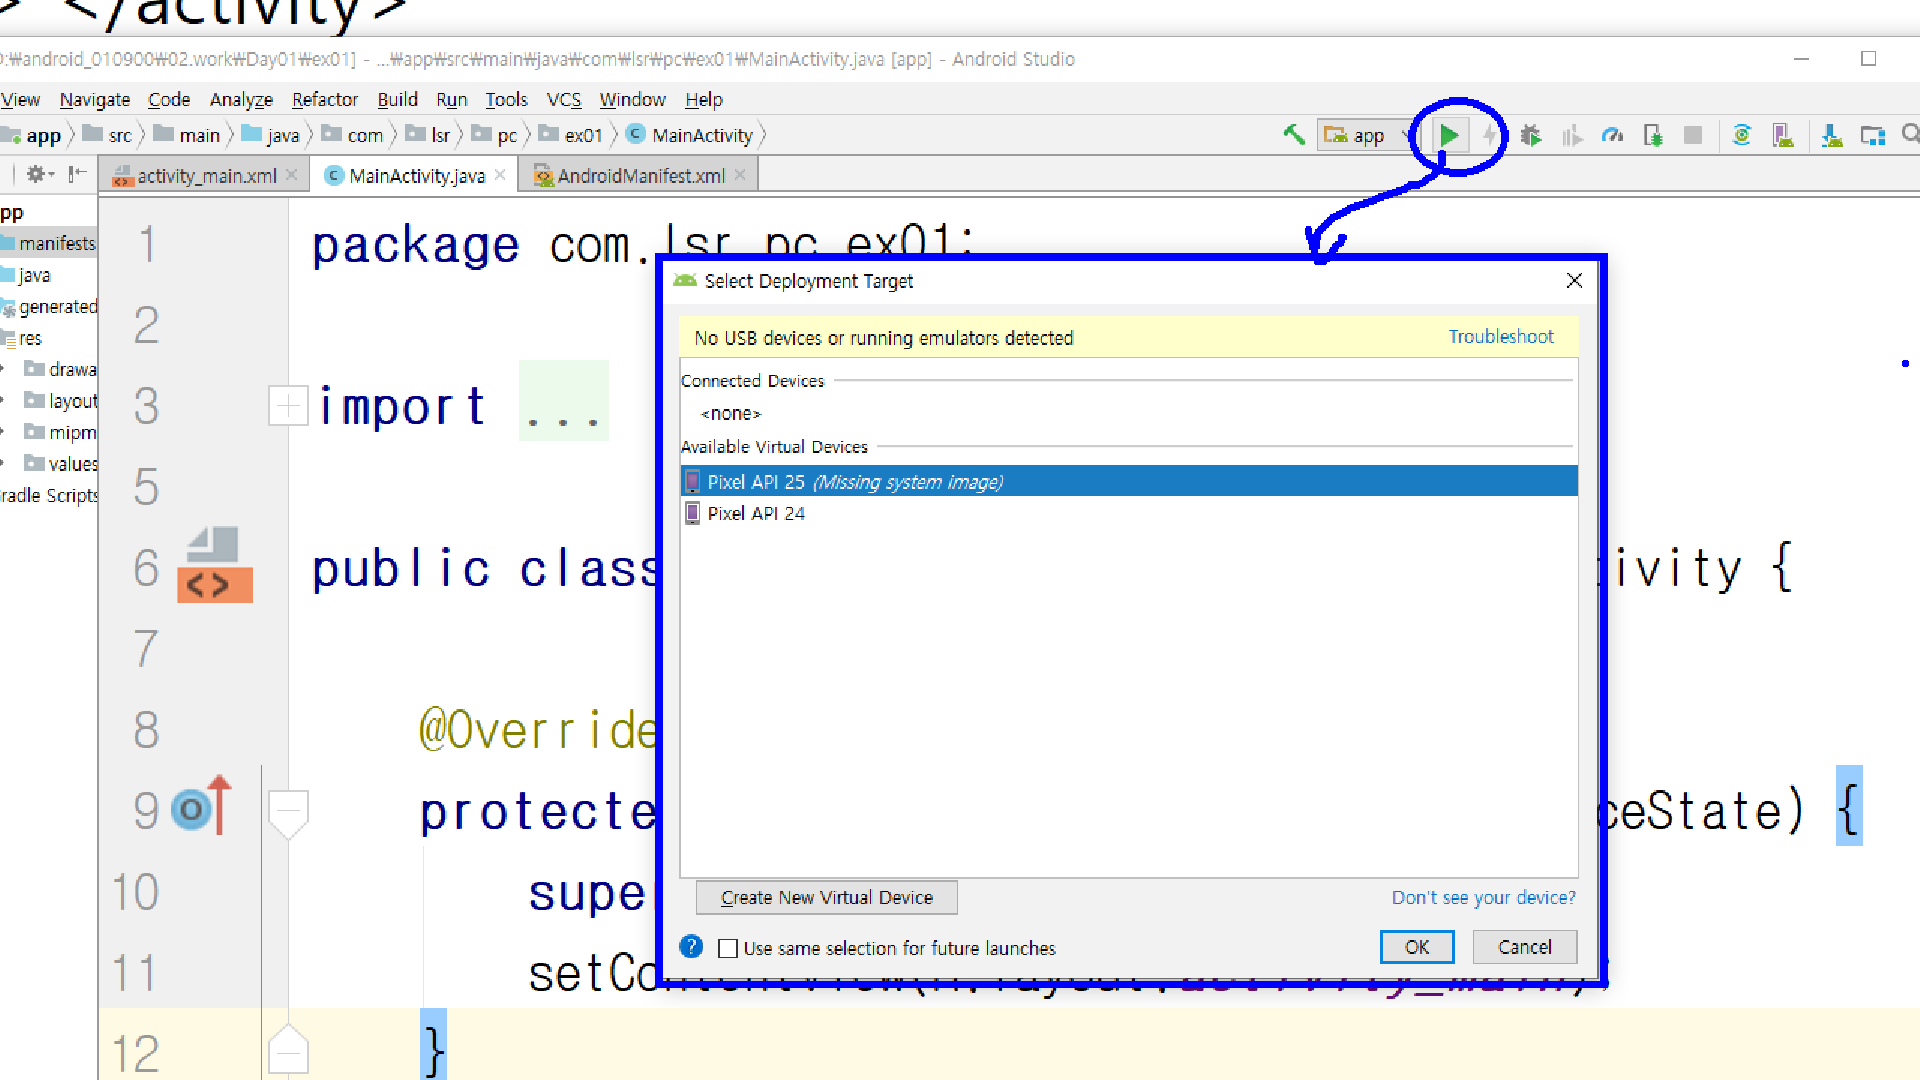 </activity>
:₩android_010900₩02.work₩Day01₩ex01] - ...₩app₩src₩main₩java₩com₩lsr₩pc₩ex01₩MainActivity.java [app] - Android Studio
View Navigate Code Analyze Refactor Build Run Tools VCS Window Help
app src main java com lsr pc ex01 MainActivity app
activity_main.xml MainActivity.java AndroidManifest.xml
pp
manifests
java
generated
res
drawa
layout
mipm
values
radle Scripts
1 package com.lsr.pc.ex01;
2
3 import ...
5
6 public class ivity {
7
8 @Override
9 protecte ceState) {
10 supe
11 setContentView(R.layout.activity_main);
12 }
Select Deployment Target
No USB devices or running emulators detected Troubleshoot
Connected Devices
<none>
Available Virtual Devices
Pixel API 25 (Missing system image)
Pixel API 24
Create New Virtual Device Don't see your device?
Use same selection for future launches OK Cancel